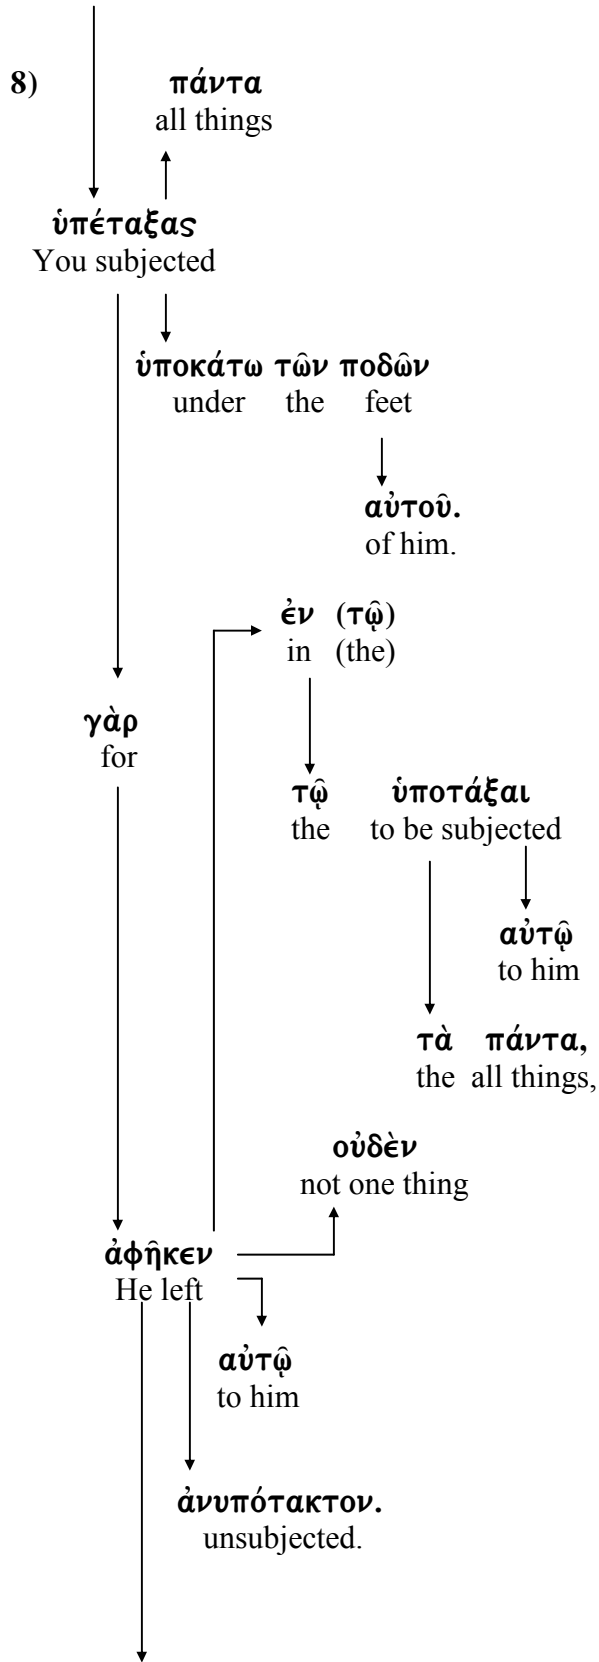 8) πάντα
all things
ὑπέταξας
You subjected
ὑποκάτω τῶν ποδῶν
under the feet
αὐτοῦ.
of him.
ἐν (τῷ)
in (the)
γὰρ
for
τῷ ὑποτάξαι
the to be subjected
αὐτῷ
to him
τὰ πάντα,
the all things,
οὐδὲν
not one thing
ἀφῆκεν
He left
αὐτῷ
to him
ἀνυπότακτον.
unsubjected.